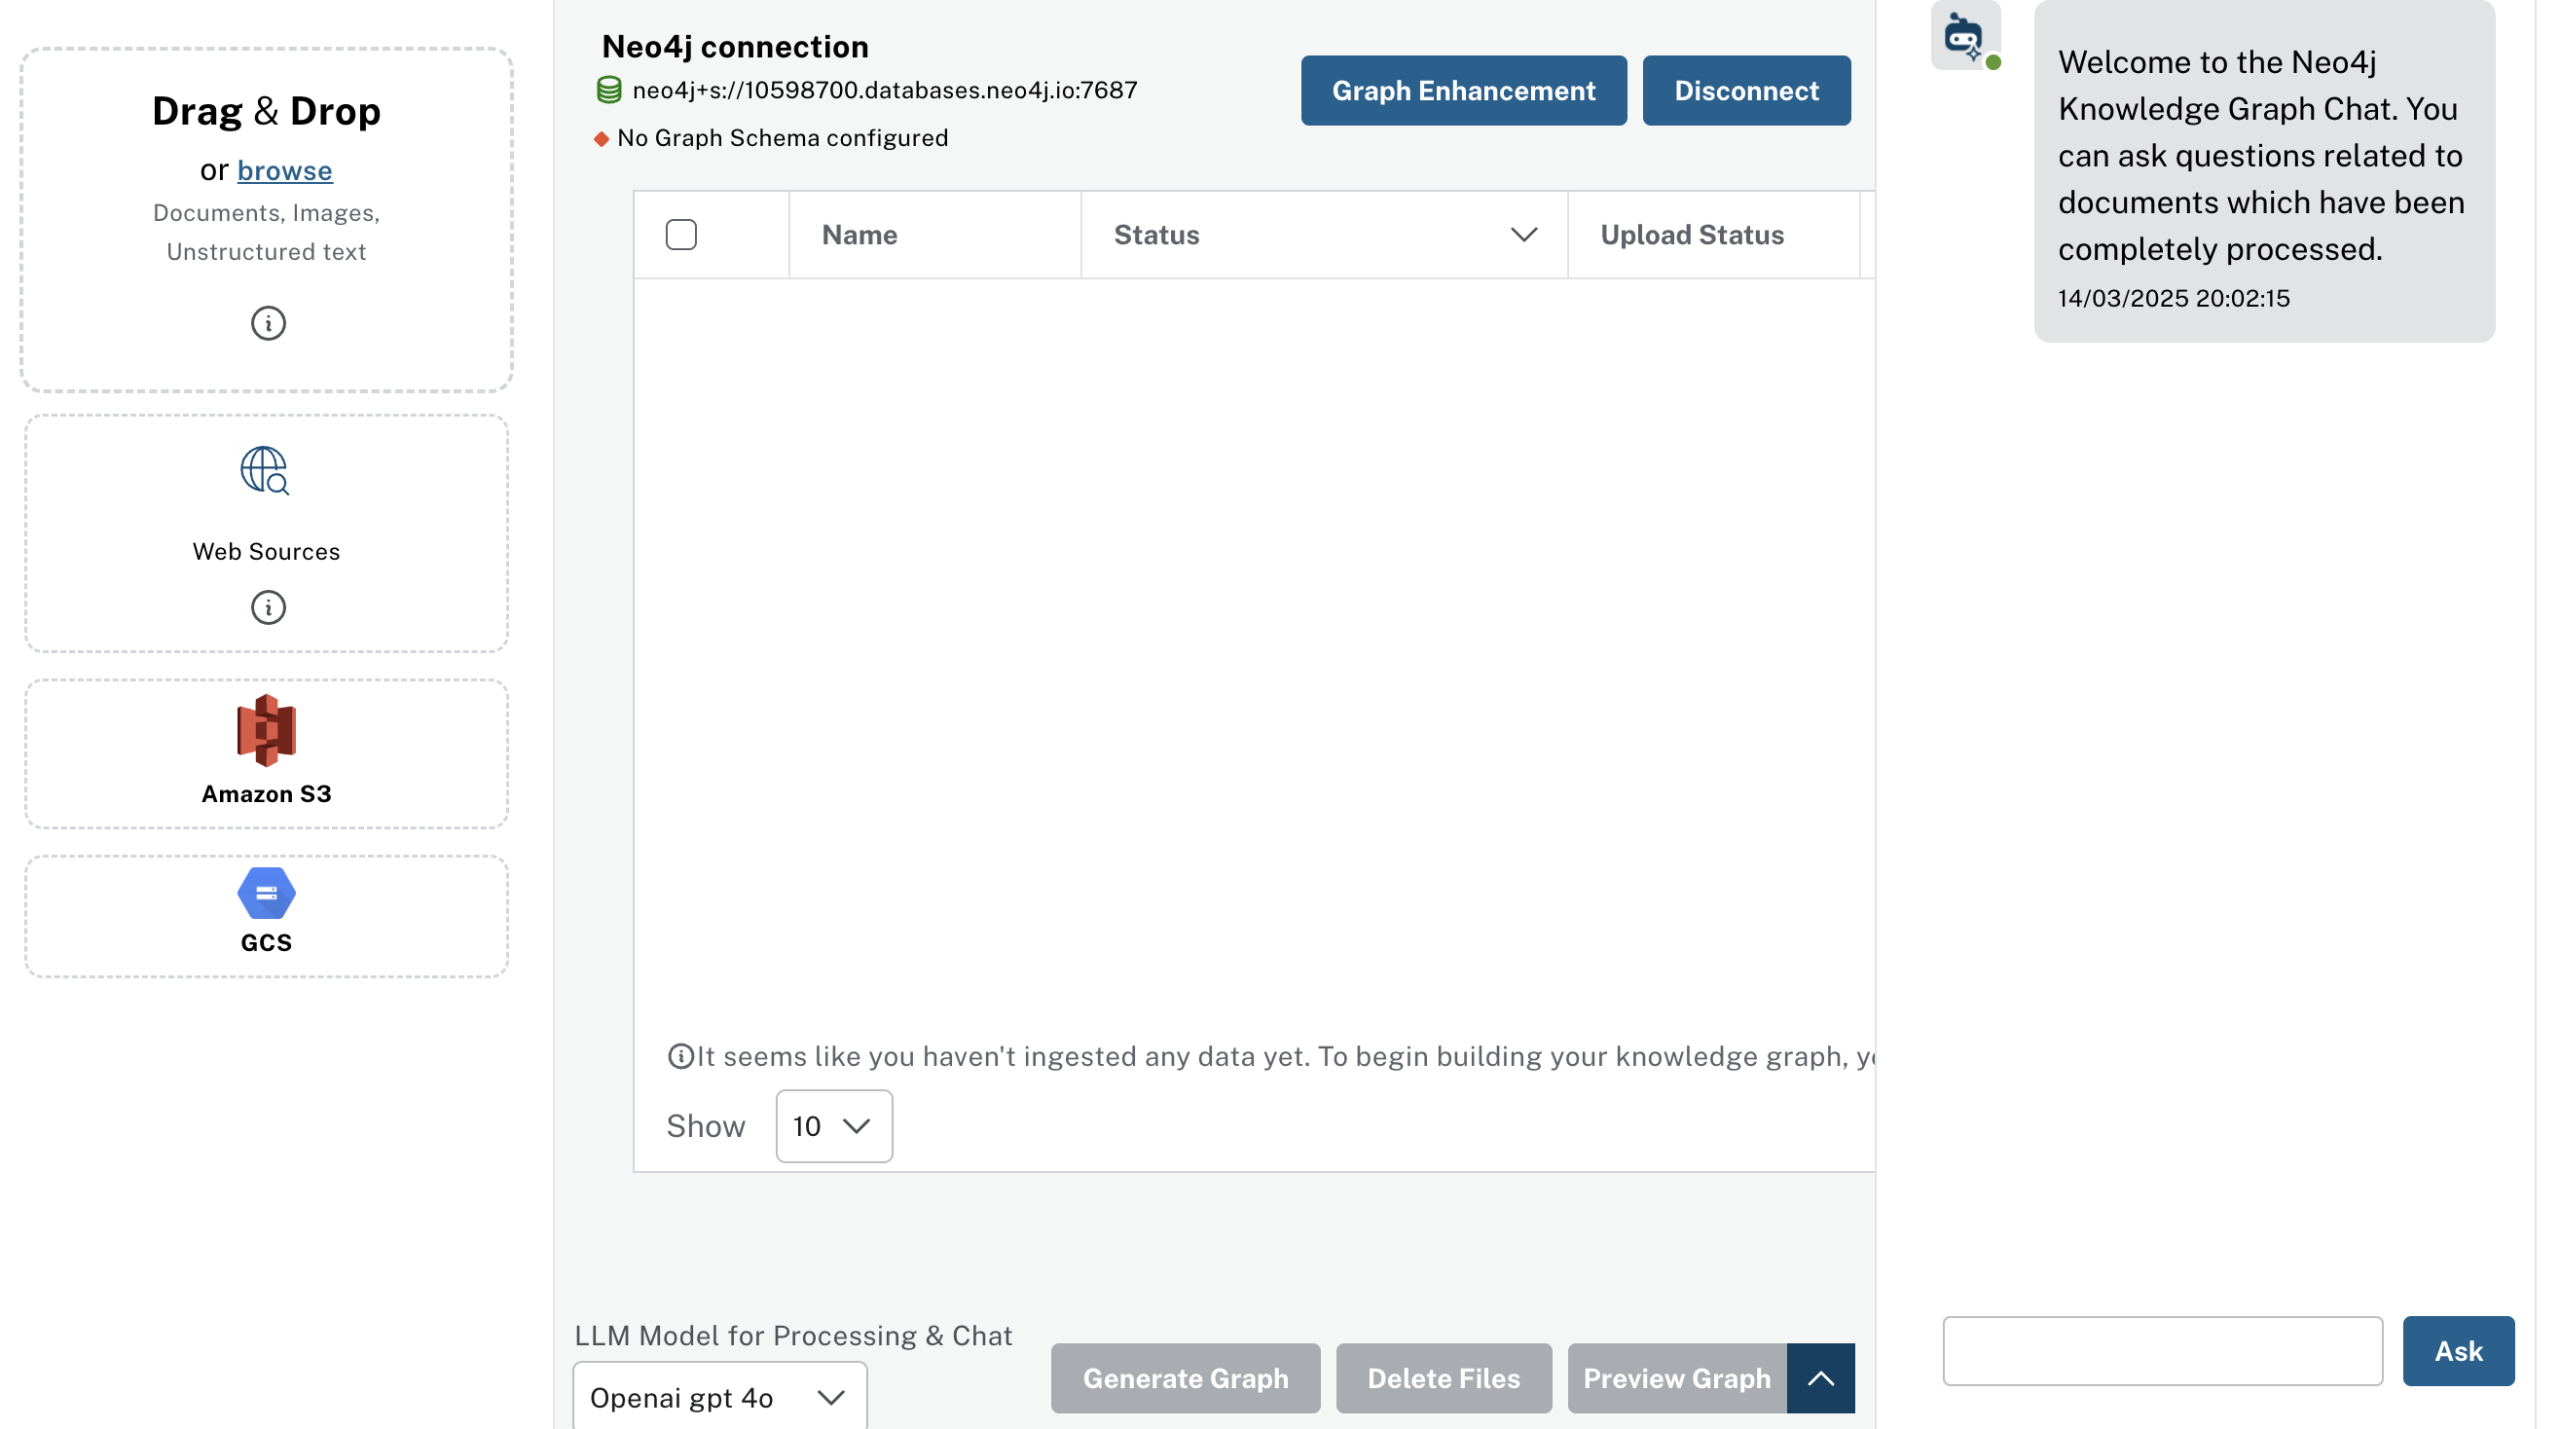 Drag & Drop
or browse
Documents, Images,
Unstructured text
Web Sources
Amazon S3
GCS
Neo4j connection
neo4j+s://10598700.databases.neo4j.io:7687
No Graph Schema configured
Graph Enhancement
Disconnect
Name
Status
Upload Status
It seems like you haven't ingested any data yet. To begin building your knowledge graph,
Show
10
LLM Model for Processing & Chat
Openai gpt 4o
Generate Graph
Delete Files
Preview Graph
Welcome to the Neo4j
Knowledge Graph Chat. You
can ask questions related to
documents which have been
completely processed.
14/03/2025 20:02:15
Ask